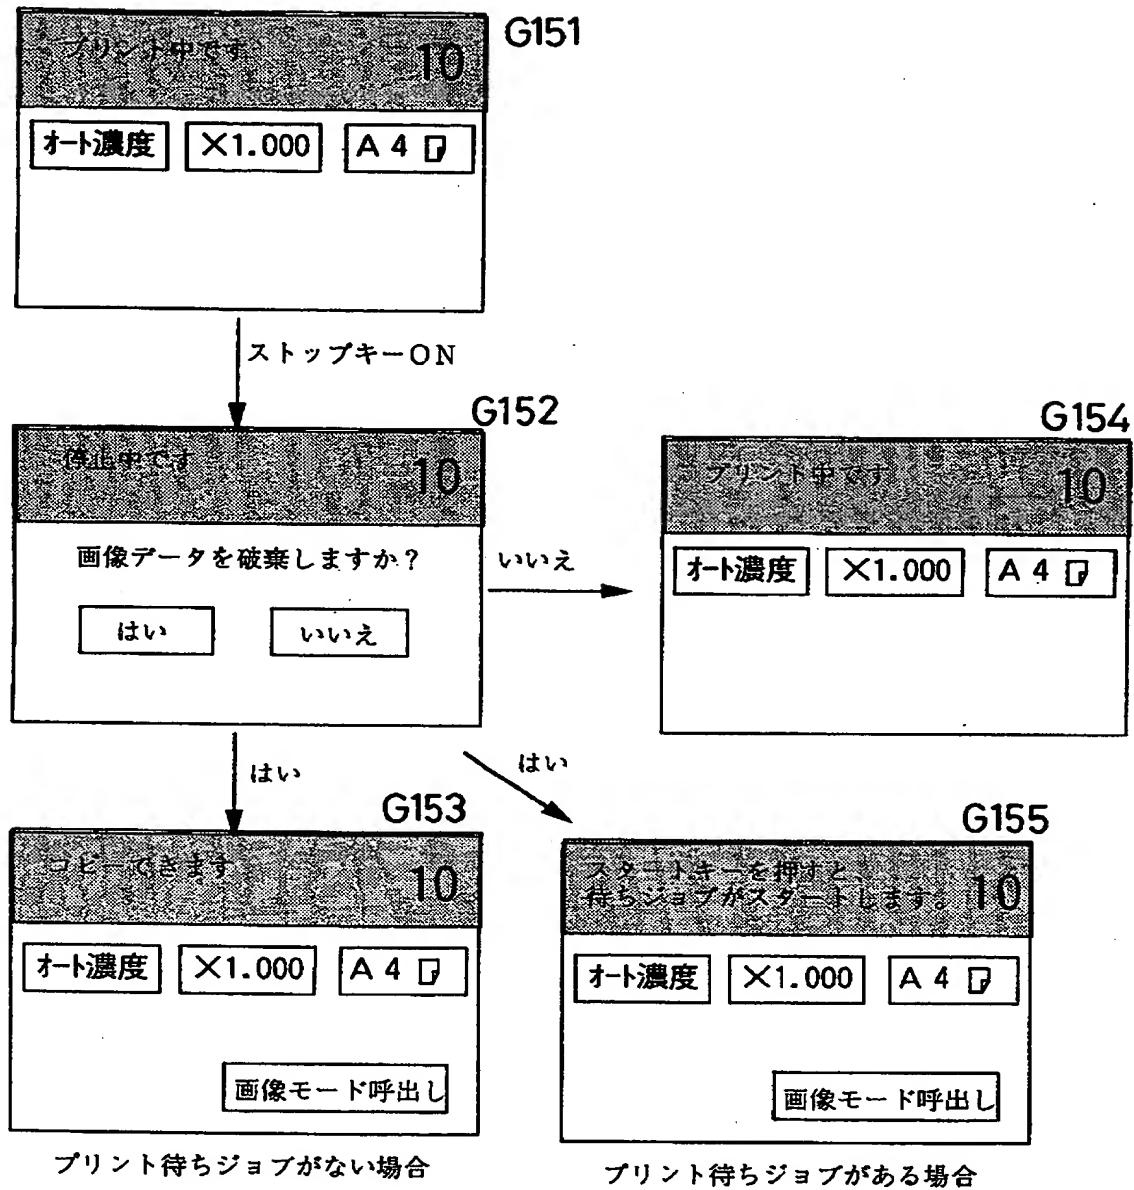 G151
プリント中です
10
オート濃度
×1.000
A4
ストップキーON
G152
停止中です
10
画像データを破棄しますか?
はい
いいえ
いいえ
G154
プリント中です
10
オート濃度
×1.000
A4
はい
はい
G153
コピーできます
10
オート濃度
×1.000
A4
画像モード呼出し
プリント待ちジョブがない場合
G155
スタートキーを押すと、
待ちジョブがスタートします。
10
オート濃度
×1.000
A4
画像モード呼出し
プリント待ちジョブがある場合